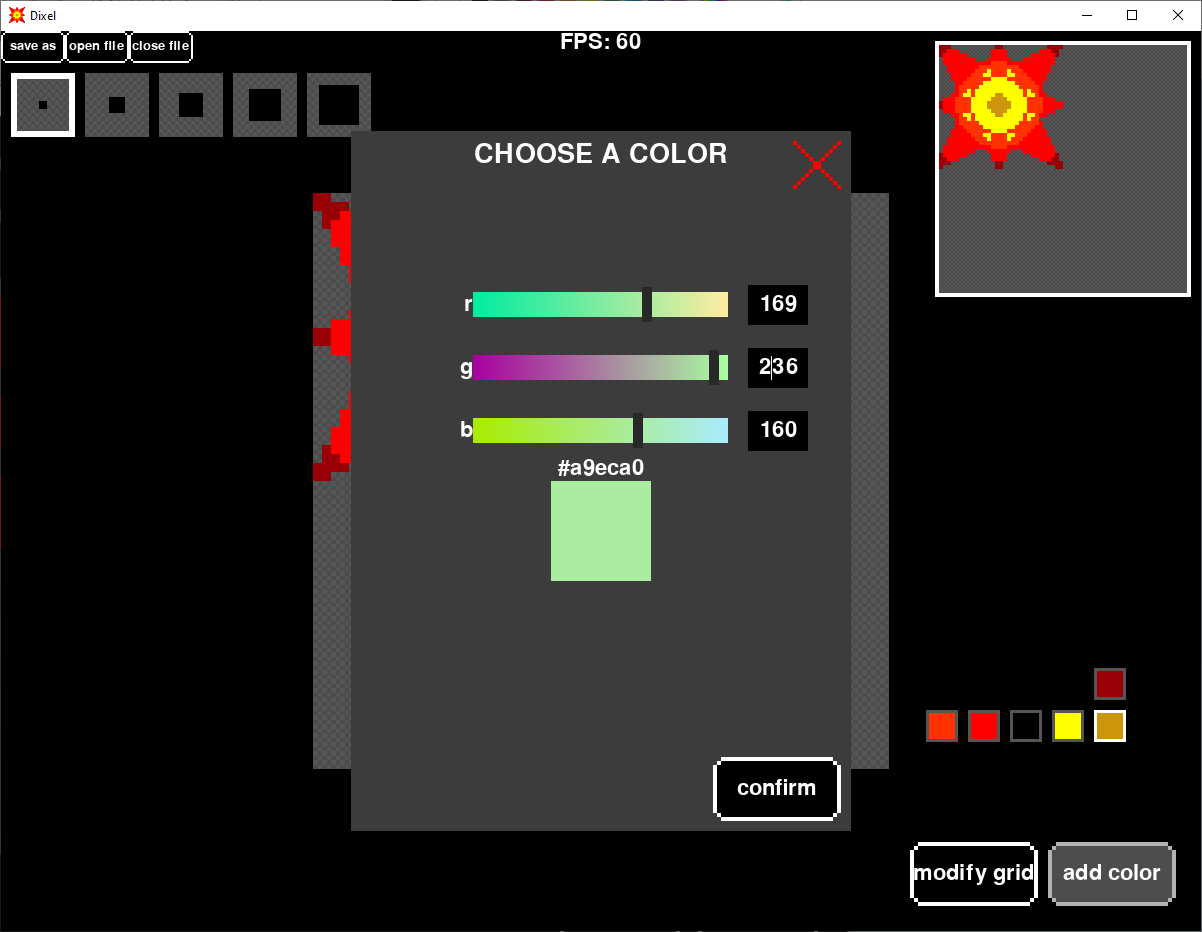 Dixel
save as open file close file
FPS: 60
CHOOSE A COLOR
r 169
g 236
b 160
#a9eca0
confirm
modify grid add color